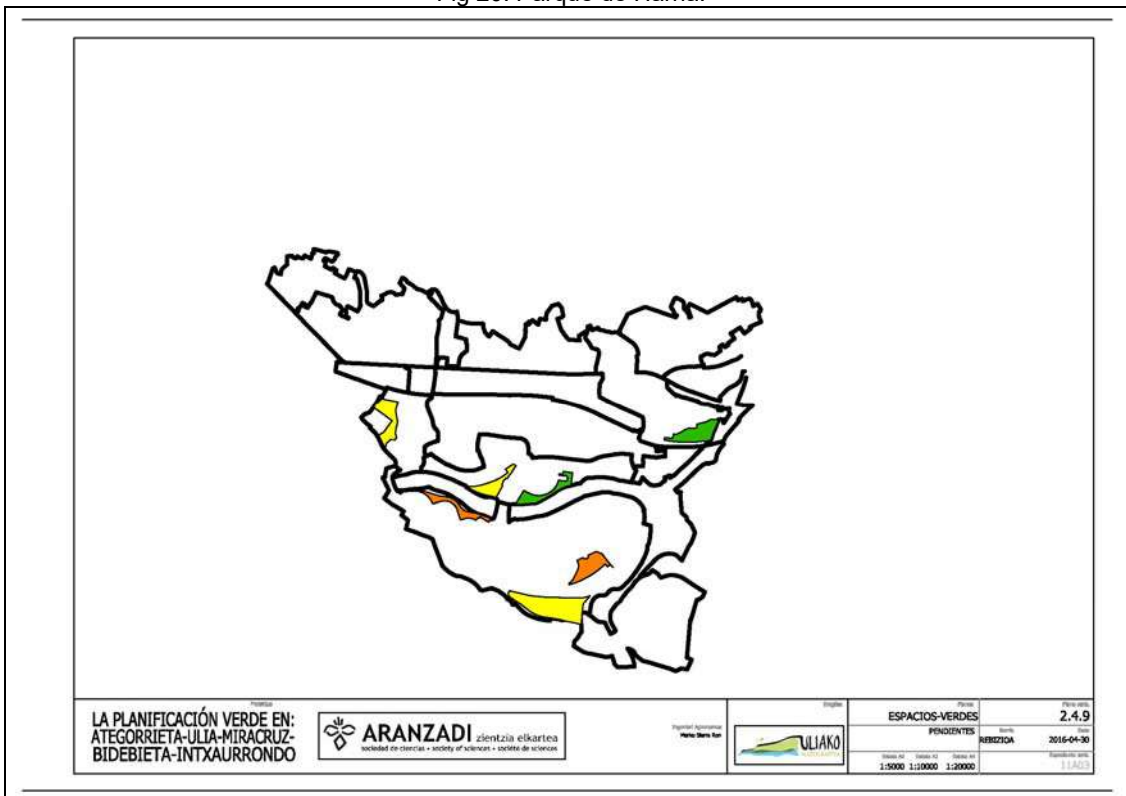 Fig 20. Parque de Harria.
LA PLANIFICACIÓN VERDE EN:
ATEGORRIETA-ULIA-MIRACRUZ-
BIDEBIETA-INTXAURRONDO
ARANZADI zientzia elkartea
sociedad de ciencias • society of sciences • société de sciences
ULIAKO
ESPACIOS-VERDES
PENDIENTES
1:5000 1:10000 1:20000
REBIZIOA
2.4.9
2016-04-30
11A03